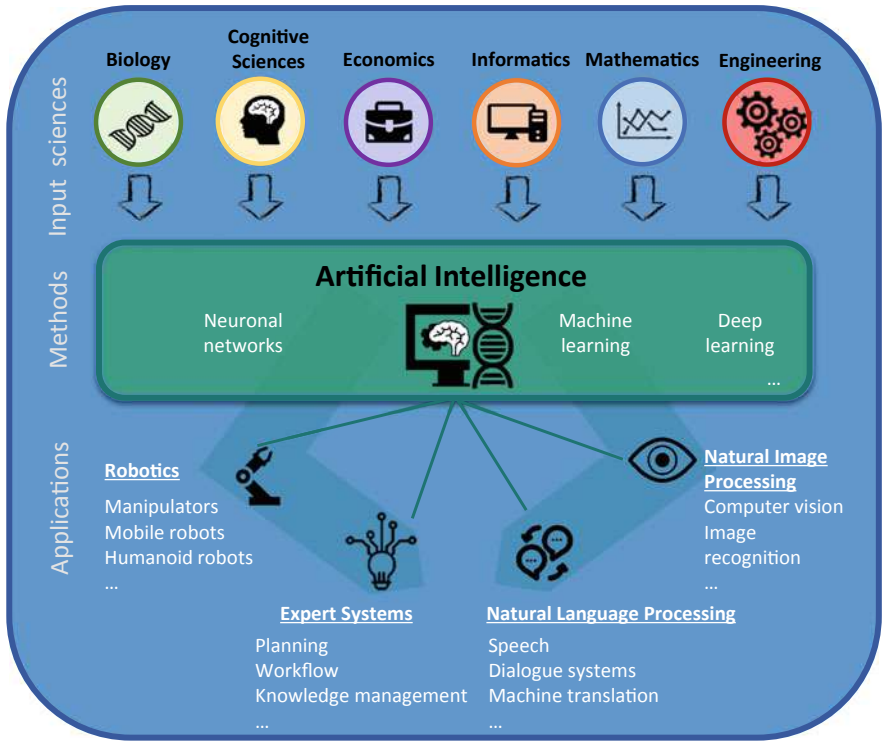 Input sciences
Biology
Cognitive
Sciences
Economics
Informatics
Mathematics
Engineering
Methods
Artificial Intelligence
Neuronal
networks
Machine
learning
Deep
learning
...
Applications
Robotics
Manipulators
Mobile robots
Humanoid robots
...
Expert Systems
Planning
Workflow
Knowledge management
...
Natural Language Processing
Speech
Dialogue systems
Machine translation
...
Natural Image
Processing
Computer vision
Image
recognition
...